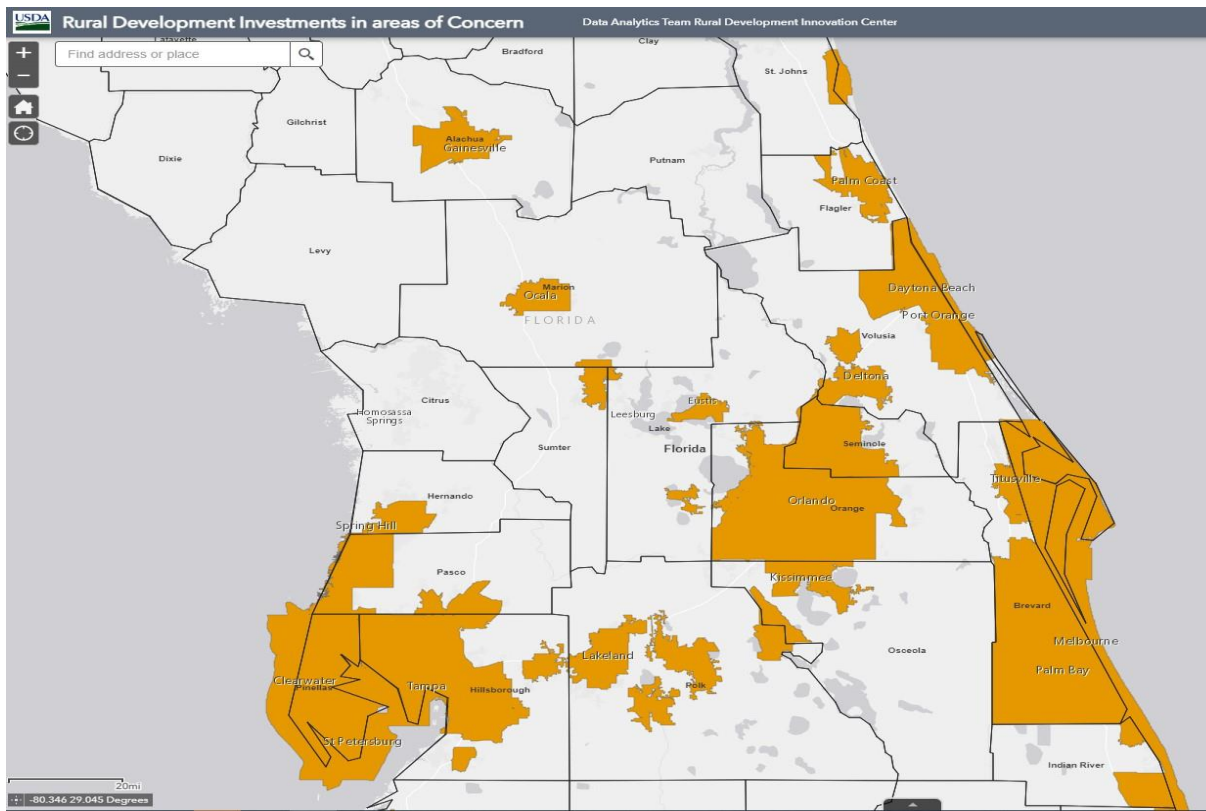 USDA
Rural Development Investments in areas of Concern
Data Analytics Team Rural Development Innovation Center
Find address or place
Lafayette
Bradford
Clay
St. Johns
Gilchrist
Alachua
Gainesville
Dixie
Putnam
Palm Coast
Flagler
Levy
Marion
Ocala
FLORIDA
Daytona Beach
Port Orange
Volusia
Deltona
Citrus
Homosassa
Springs
Leesburg
Eustis
Lake
Sumter
Florida
Seminole
Titusville
Hernando
Orlando
Orange
Spring Hill
Pasco
Kissimmee
Brevard
Melbourne
Osceola
Lakeland
Clearwater
Pinellas
Tampa
Hillsborough
Polk
Palm Bay
St Petersburg
Indian River
20mi
-80.346 29.045 Degrees